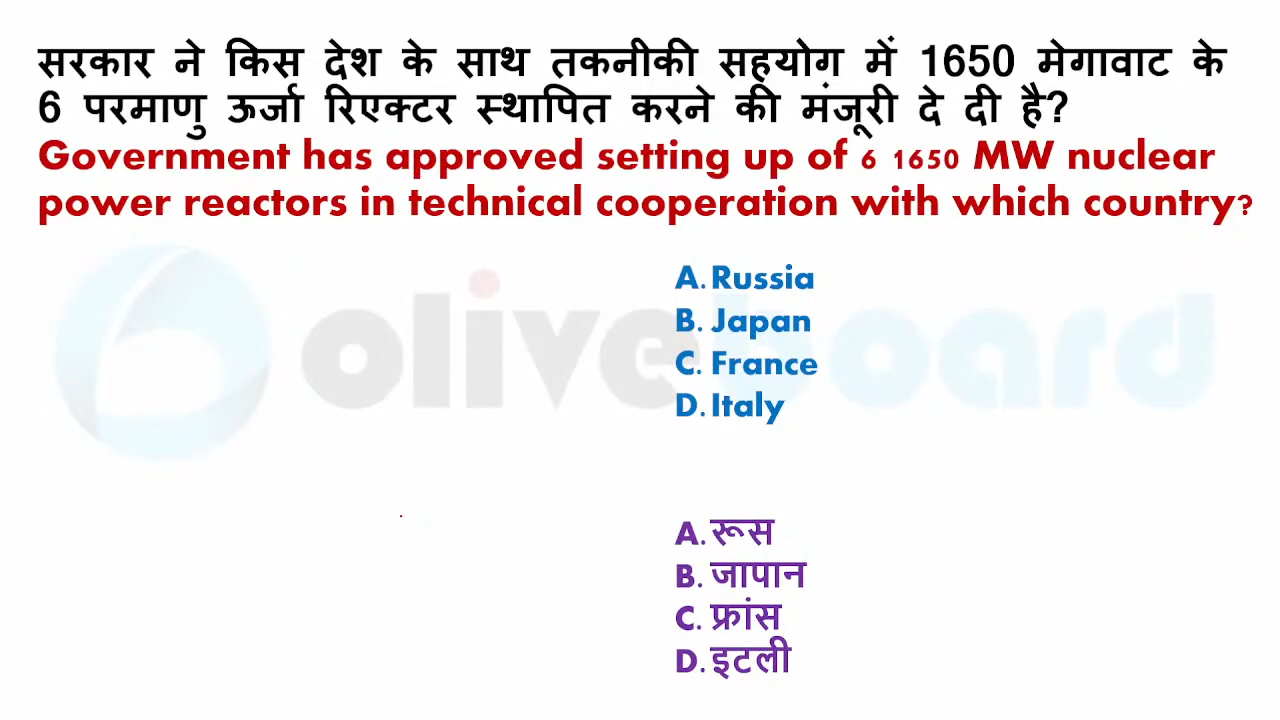 सरकार ने किस देश के साथ तकनीकी सहयोग में 1650 मेगावाट के
6 परमाणु ऊर्जा रिएक्टर स्थापित करने की मंजूरी दे दी है?
Government has approved setting up of 6 1650 MW nuclear
power reactors in technical cooperation with which country?
oliveboard
A. Russia
B. Japan
C. France
D. Italy
A. रूस
B. जापान
C. फ्रांस
D. इटली